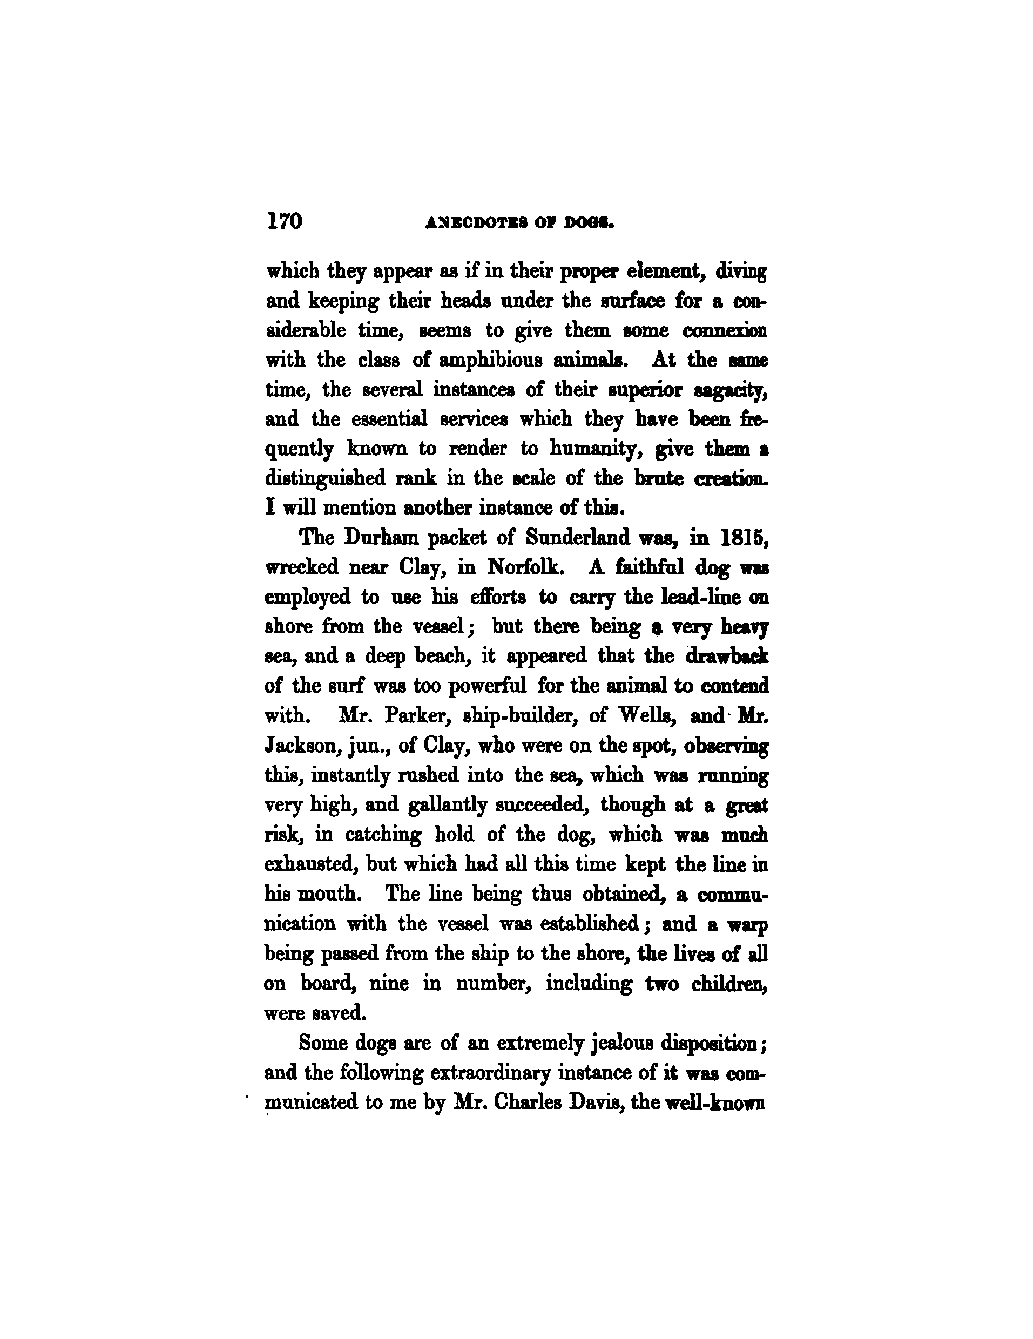 170 ANECDOTES OF DOGS.
which they appear as if in their proper element, diving
and keeping their heads under the surface for a con-
siderable time, seems to give them some connexion
with the class of amphibious animals. At the same
time, the several instances of their superior sagacity,
and the essential services which they have been fre-
quently known to render to humanity, give them a
distinguished rank in the scale of the brute creation.
I will mention another instance of this.
The Durham packet of Sunderland was, in 1815,
wrecked near Clay, in Norfolk. A faithful dog was
employed to use his efforts to carry the lead-line on
shore from the vessel; but there being a very heavy
sea, and a deep beach, it appeared that the drawback
of the surf was too powerful for the animal to contend
with. Mr. Parker, ship-builder, of Wells, and Mr.
Jackson, jun., of Clay, who were on the spot, observing
this, instantly rushed into the sea, which was running
very high, and gallantly succeeded, though at a great
risk, in catching hold of the dog, which was much
exhausted, but which had all this time kept the line in
his mouth. The line being thus obtained, a commu-
nication with the vessel was established; and a warp
being passed from the ship to the shore, the lives of all
on board, nine in number, including two children,
were saved.
Some dogs are of an extremely jealous disposition;
and the following extraordinary instance of it was com-
municated to me by Mr. Charles Davis, the well-known